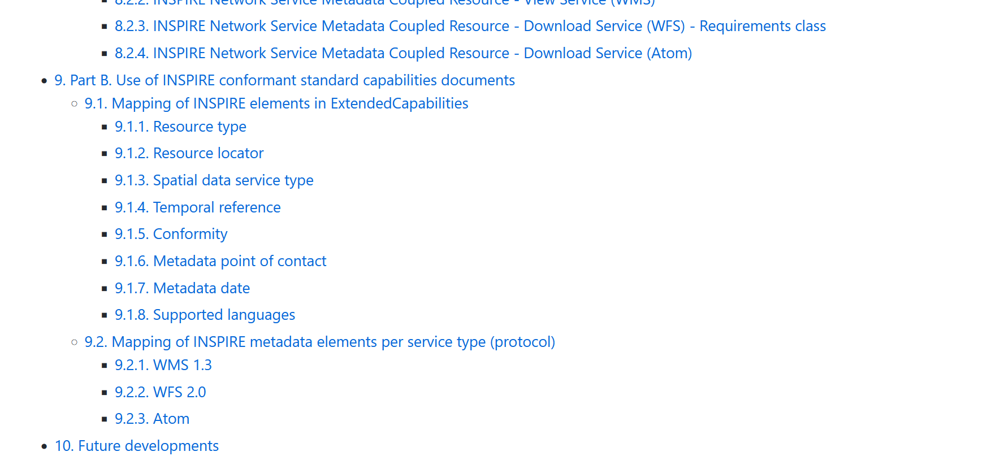 8.2.2. INSPIRE Network Service Metadata Coupled Resource - View Service (WMS)
8.2.3. INSPIRE Network Service Metadata Coupled Resource - Download Service (WFS) - Requirements class
8.2.4. INSPIRE Network Service Metadata Coupled Resource - Download Service (Atom)
9. Part B. Use of INSPIRE conformant standard capabilities documents
9.1. Mapping of INSPIRE elements in ExtendedCapabilities
9.1.1. Resource type
9.1.2. Resource locator
9.1.3. Spatial data service type
9.1.4. Temporal reference
9.1.5. Conformity
9.1.6. Metadata point of contact
9.1.7. Metadata date
9.1.8. Supported languages
9.2. Mapping of INSPIRE metadata elements per service type (protocol)
9.2.1. WMS 1.3
9.2.2. WFS 2.0
9.2.3. Atom
10. Future developments